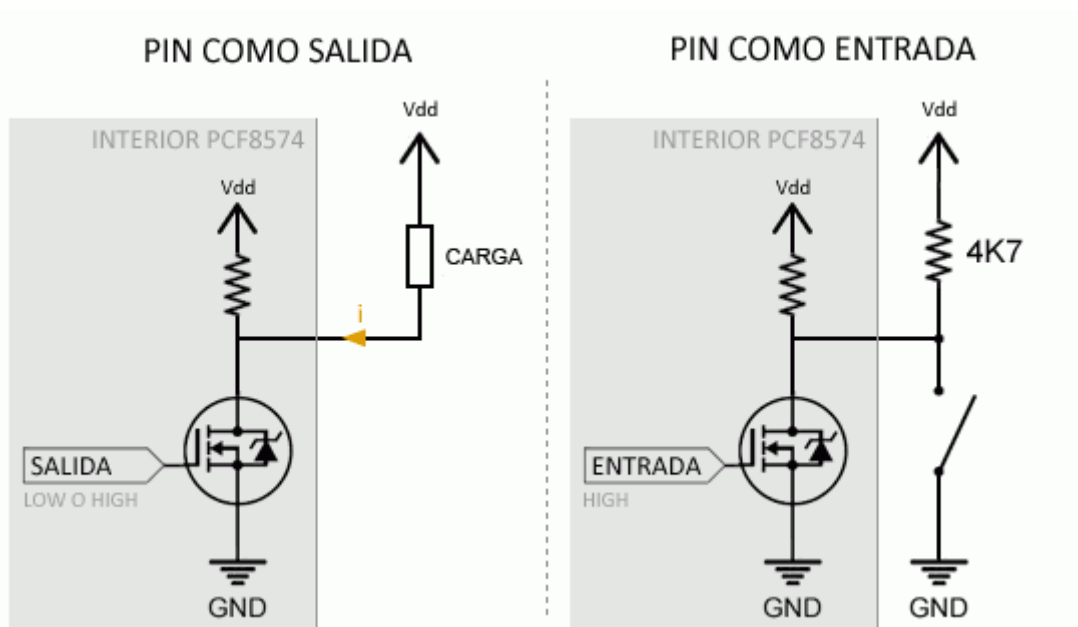 PIN COMO SALIDA
Vdd
INTERIOR PCF8574
Vdd
CARGA
i
SALIDA
LOW O HIGH
GND
PIN COMO ENTRADA
Vdd
INTERIOR PCF8574
Vdd
4K7
ENTRADA
HIGH
GND
GND